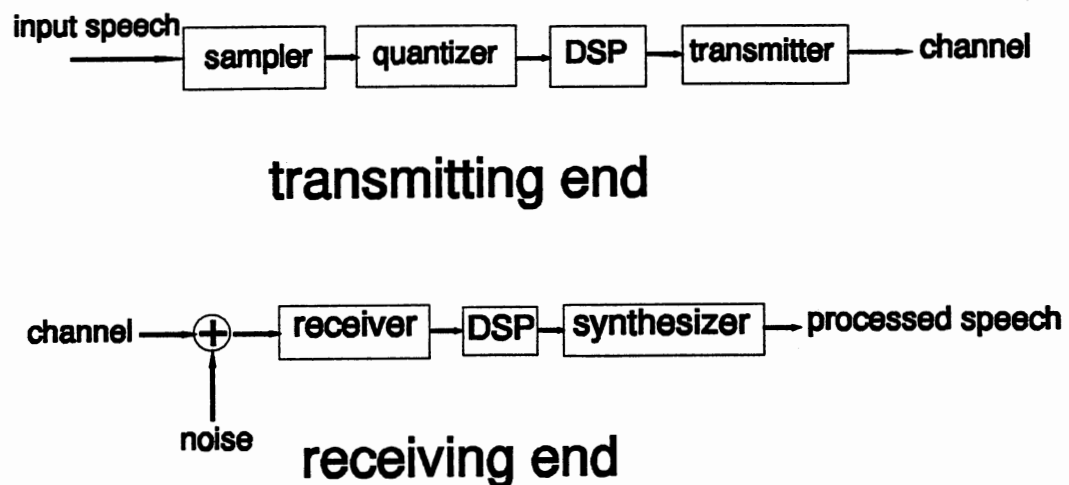 input speech
sampler quantizer DSP transmitter channel
transmitting end
channel + receiver DSP synthesizer processed speech
noise
receiving end